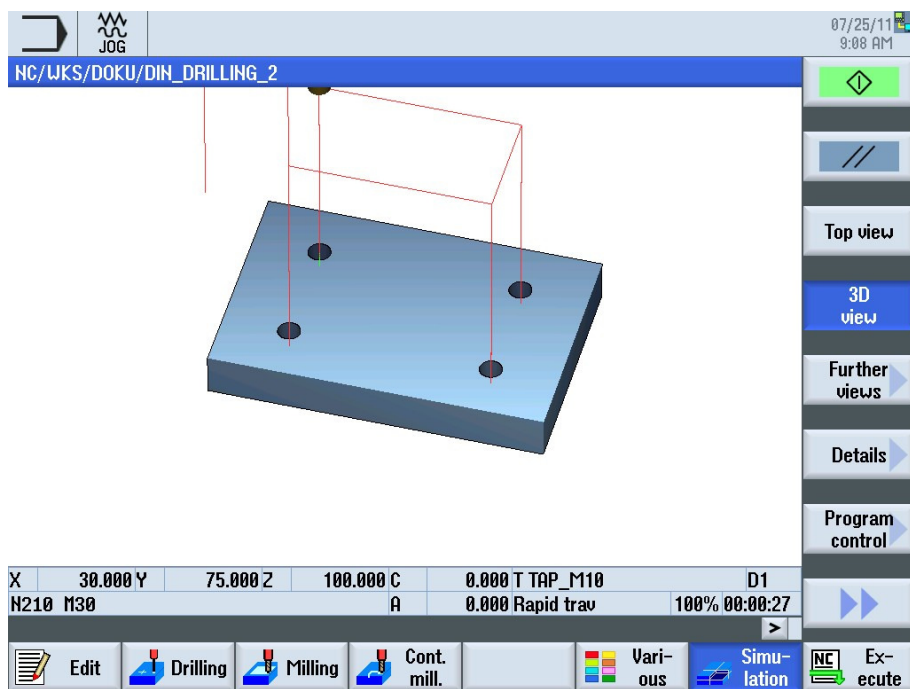 JOG
07/25/11
9:08 AM
NC/WKS/DOKU/DIN_DRILLING_2
Top view
3D
view
Further
views
Details
Program
control
X 30.000 Y 75.000 Z 100.000 C 0.000 T TAP_M10 D1
N210 M30 A 0.000 Rapid trav 100% 00:00:27
>
Edit
Drilling
Milling
Cont.
mill.
Vari-
ous
Simu-
lation
NC
Ex-
ecute